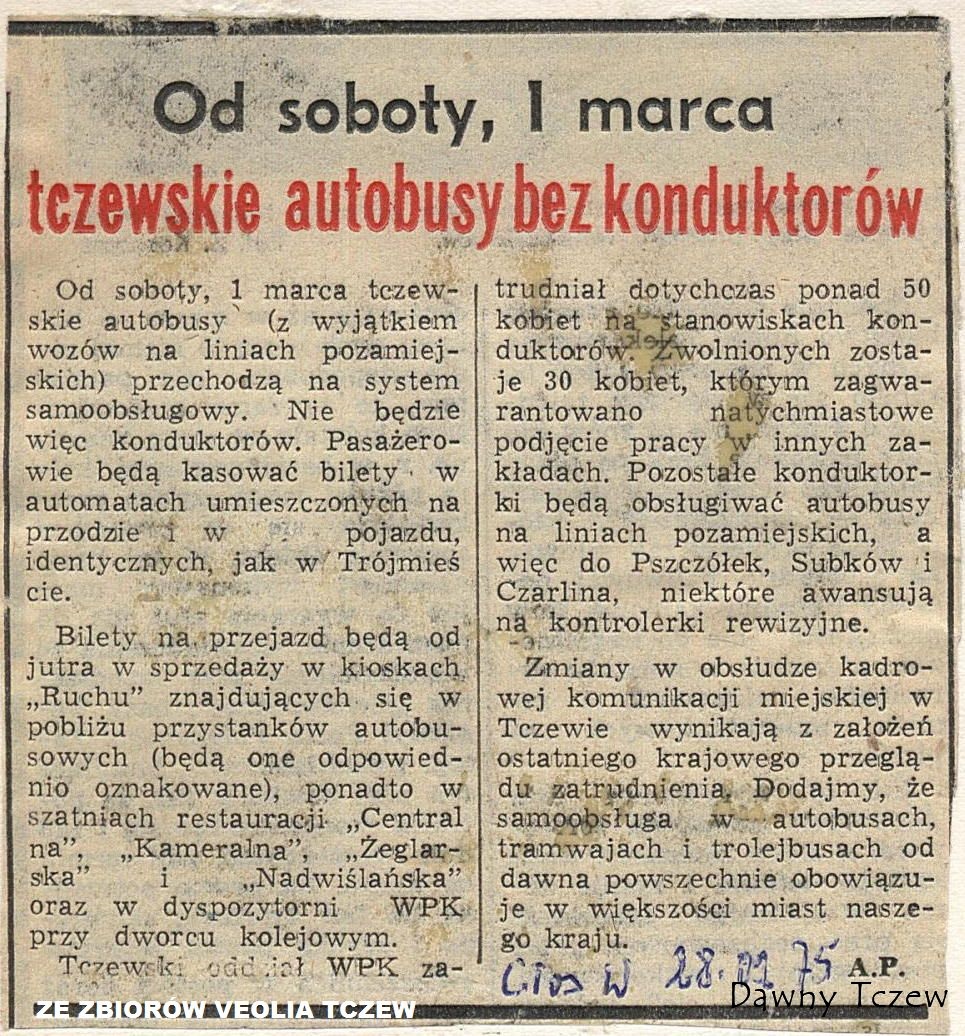 Od soboty, 1 marca
tczewskie autobusy bez konduktorów
Od soboty, 1 marca tczew-
skie autobusy (z wyjątkiem
wozów na liniach pozamiej-
skich) przechodzą na system
samoobsługowy. Nie będzie
więc konduktorów. Pasażero-
wie będą kasować bilety w
automatach umieszczonych na
przodzie i w pojazdu,
identycznych, jak w Trójmieś
cie.
Bilety na przejazd będą od
jutra w sprzedaży w kioskach
„Ruchu” znajdujących się w
pobliżu przystanków autobu-
sowych (będą one odpowied-
nio oznakowane), ponadto w
szatniach restauracji „Central
na”, „Kameralna”, „Żeglar-
ska” i „Nadwiślańska”
oraz w dyspozytorni WPK
przy dworcu kolejowym.
Tczewski oddział WPK za-
trudniał dotychczas ponad 50
kobiet na stanowiskach kon-
duktorów. Zwolnionych zosta-
je 30 kobiet, którym zagwa-
rantowano natychmiastowe
podjęcie pracy w innych za-
kładach. Pozostałe konduktor-
ki będą obsługiwać autobusy
na liniach pozamiejskich, a
więc do Pszczółek, Subków i
Czarlina, niektóre awansują
na kontrolerki rewizyjne.
Zmiany w obsłudze kadro-
wej komunikacji miejskiej w
Tczewie wynikają z założeń
ostatniego krajowego przeglą-
du zatrudnienia. Dodajmy, że
samoobsługa w autobusach,
tramwajach i trolejbusach od
dawna powszechnie obowiązu-
je w większości miast nasze-
go kraju.
Głos W 28.02 75 A.P.
Dawny Tczew
ZE ZBIORÓW VEOLIA TCZEW